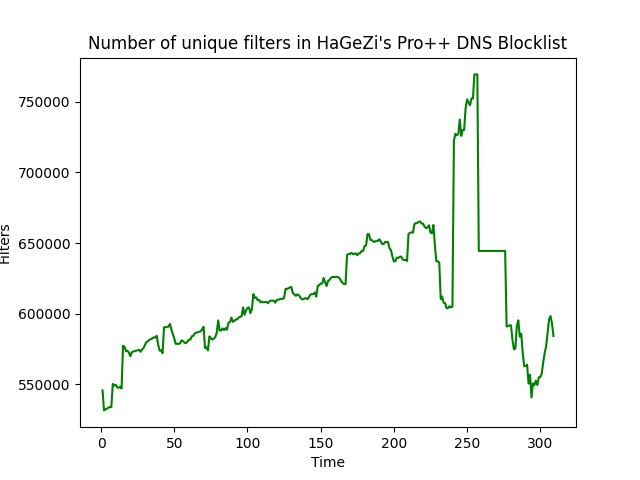 Number of unique filters in HaGeZi's Pro++ DNS Blocklist
750000
700000
650000
600000
550000
Filters
0 50 100 150 200 250 300
Time